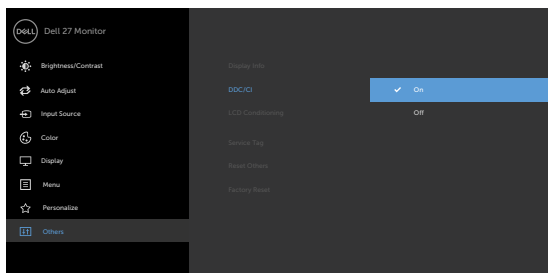 DELL Dell 27 Monitor
Brightness/Contrast
Auto Adjust
Input Source
Color
Display
Menu
Personalize
Others
Display Info
DDC/CI
LCD Conditioning
Service Tag
Reset Others
Factory Reset
On
Off